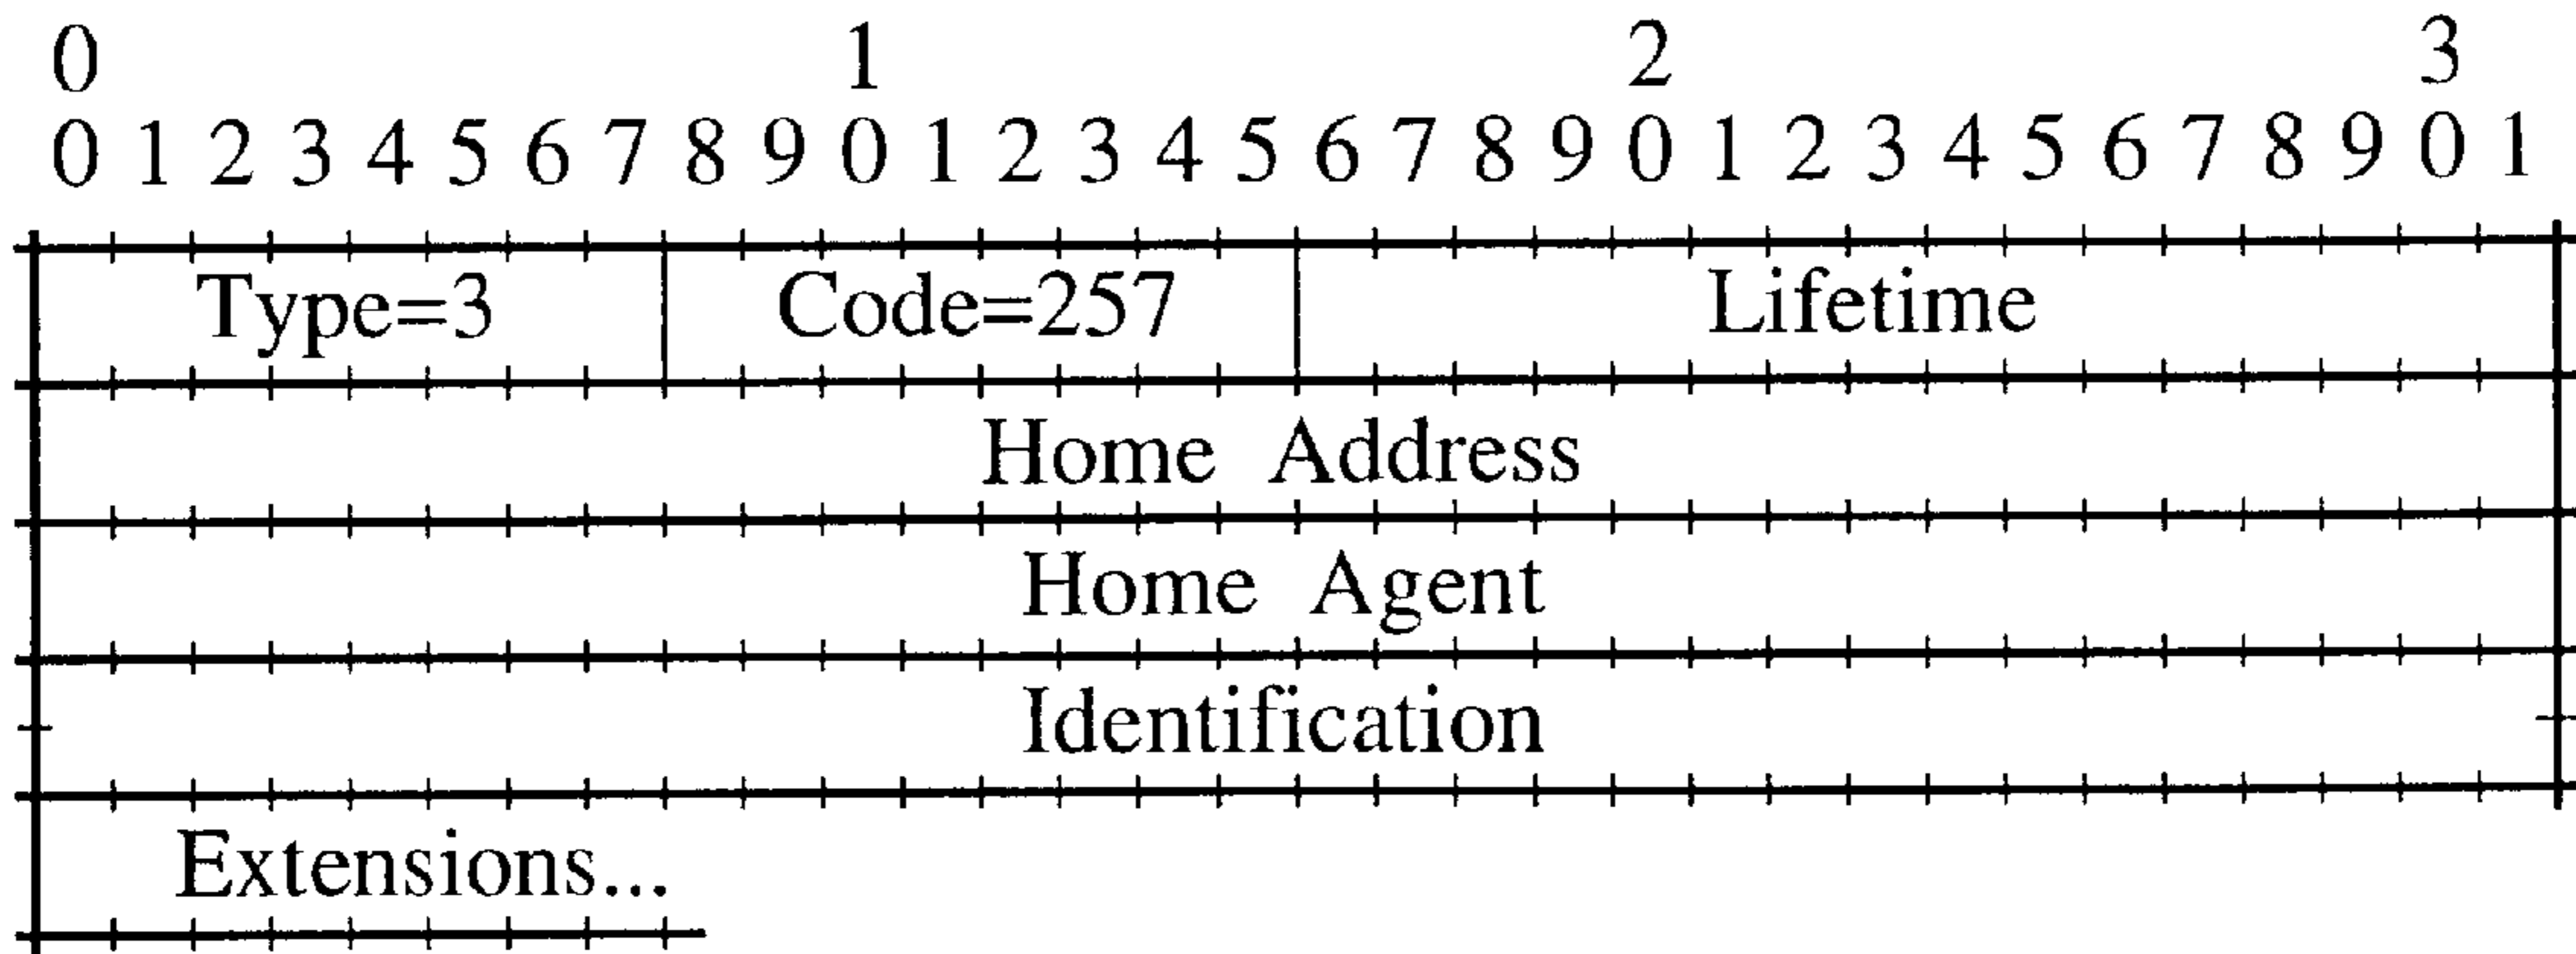 0 1 2 3
0 1 2 3 4 5 6 7 8 9 0 1 2 3 4 5 6 7 8 9 0 1 2 3 4 5 6 7 8 9 0 1
Type=3 Code=257 Lifetime
Home Address
Home Agent
Identification
Extensions...